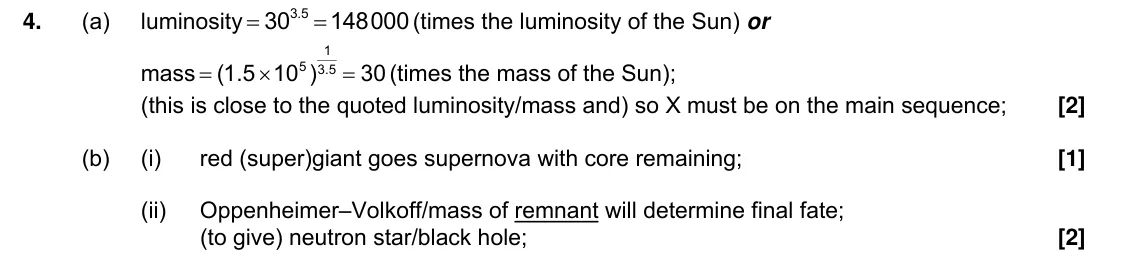 4. (a) luminosity = 30^3.5 = 148000 (times the luminosity of the Sun) or
mass = (1.5 × 10^5)^(1/3.5) = 30 (times the mass of the Sun);
(this is close to the quoted luminosity/mass and) so X must be on the main sequence; [2]
(b) (i) red (super)giant goes supernova with core remaining; [1]
(ii) Oppenheimer–Volkoff/mass of remnant will determine final fate;
(to give) neutron star/black hole; [2]